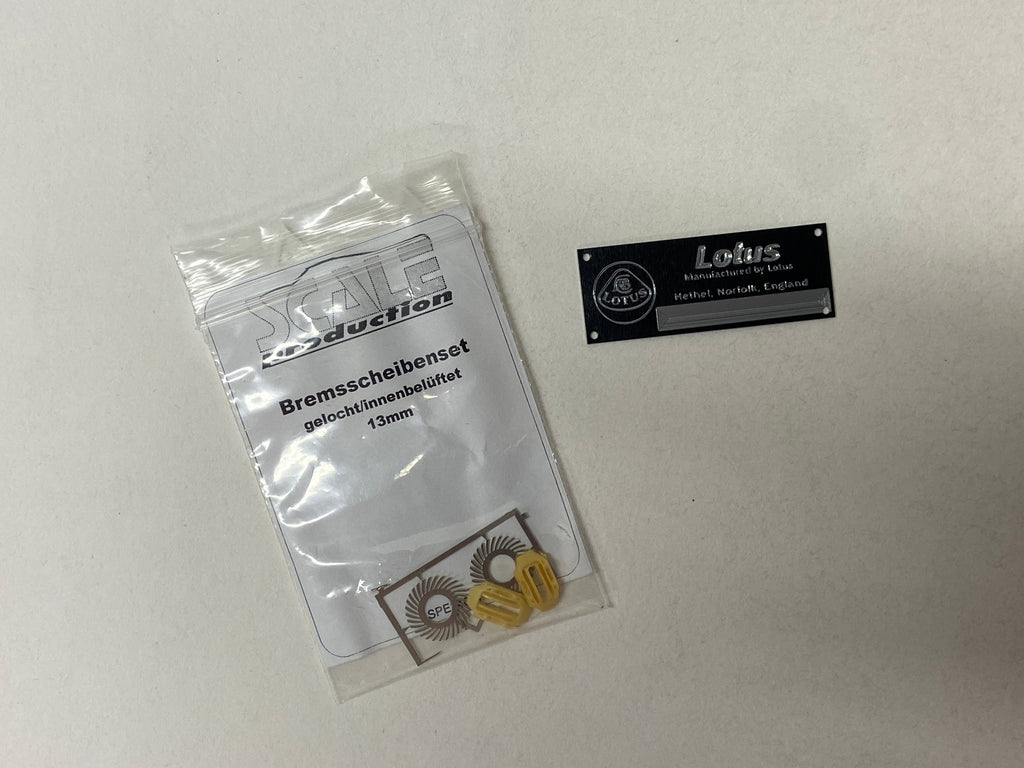 SCALE
production
Bremsscheibenset
gelocht/innenbelüftet
13mm
SPE
Lotus
Manufactured by Lotus
Hethel, Norfolk, England
LOTUS